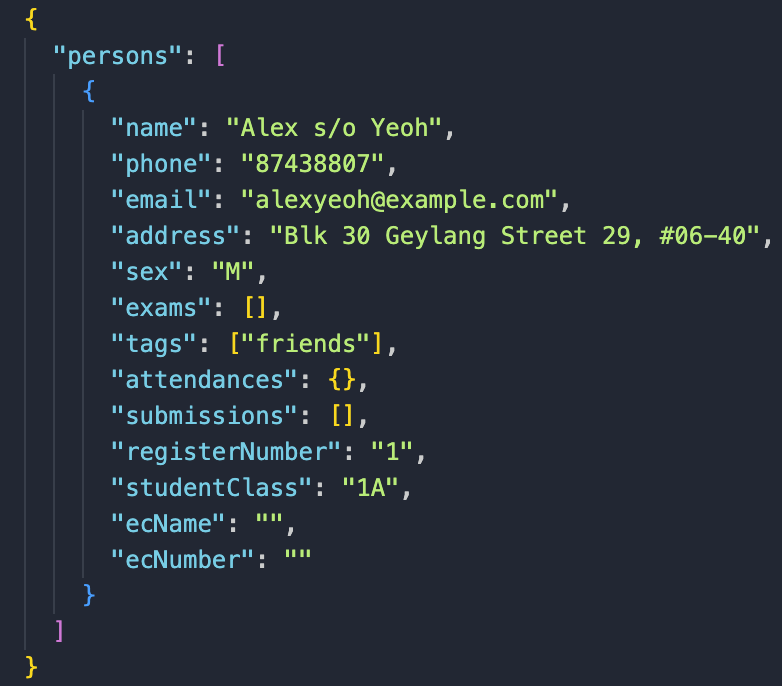 {
  "persons": [
    {
      "name": "Alex s/o Yeoh",
      "phone": "87438807",
      "email": "alexyeoh@example.com",
      "address": "Blk 30 Geylang Street 29, #06-40",
      "sex": "M",
      "exams": [],
      "tags": ["friends"],
      "attendances": {},
      "submissions": [],
      "registerNumber": "1",
      "studentClass": "1A",
      "ecName": "",
      "ecNumber": ""
    }
  ]
}